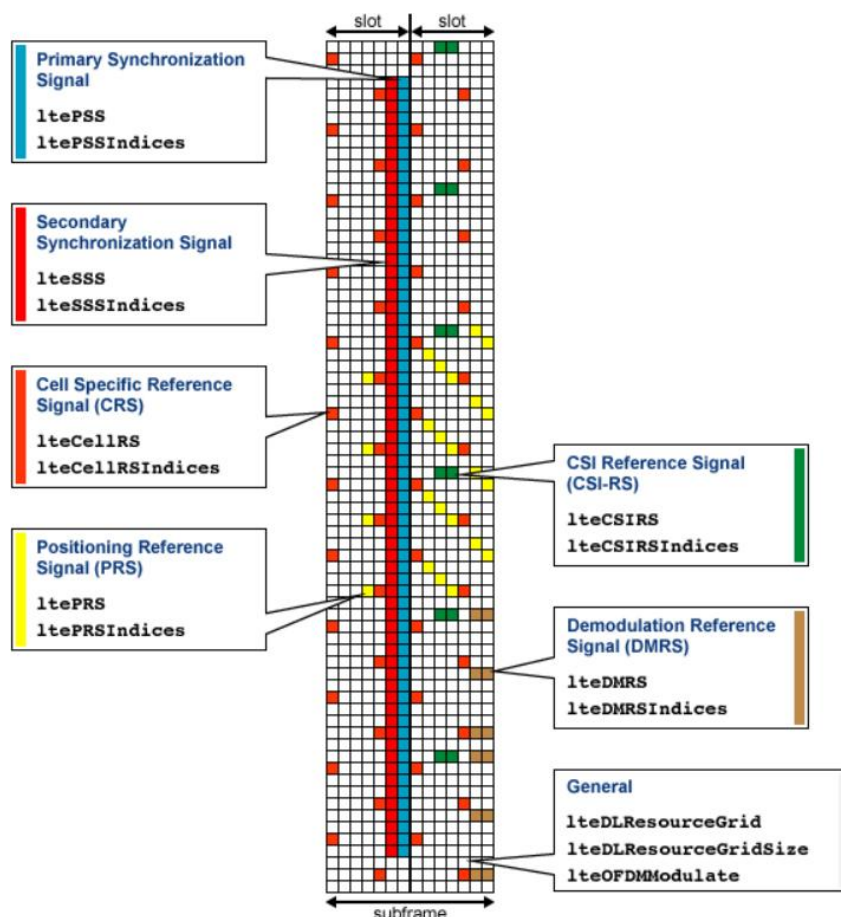 slot slot
Primary Synchronization
Signal
ltePSS
ltePSSIndices
Secondary
Synchronization Signal
lteSSS
lteSSSIndices
Cell Specific Reference
Signal (CRS)
lteCellRS
lteCellRSIndices
Positioning Reference
Signal (PRS)
ltePRS
ltePRSIndices
CSI Reference Signal
(CSI-RS)
lteCSIRS
lteCSIRSIndices
Demodulation Reference
Signal (DMRS)
lteDMRS
lteDMRSIndices
General
lteDLResourceGrid
lteDLResourceGridSize
lteOFDMModulate
subframe